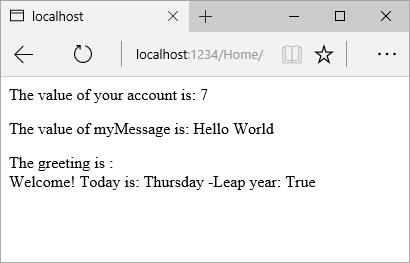 localhost
localhost:1234/Home/
The value of your account is: 7
The value of myMessage is: Hello World
The greeting is :
Welcome! Today is: Thursday -Leap year: True